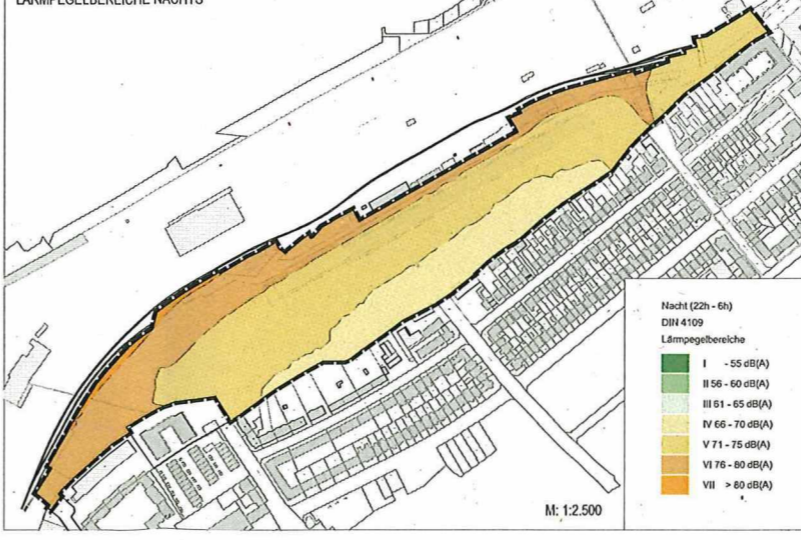 LÄRMPEGELBEREICHE NACHTS
Nacht (22h - 6h)
DIN 4109
Lärmpegelbereiche
I - 55 dB(A)
II 56 - 60 dB(A)
III 61 - 65 dB(A)
IV 66 - 70 dB(A)
V 71 - 75 dB(A)
VI 76 - 80 dB(A)
VII > 80 dB(A)
M: 1:2.500